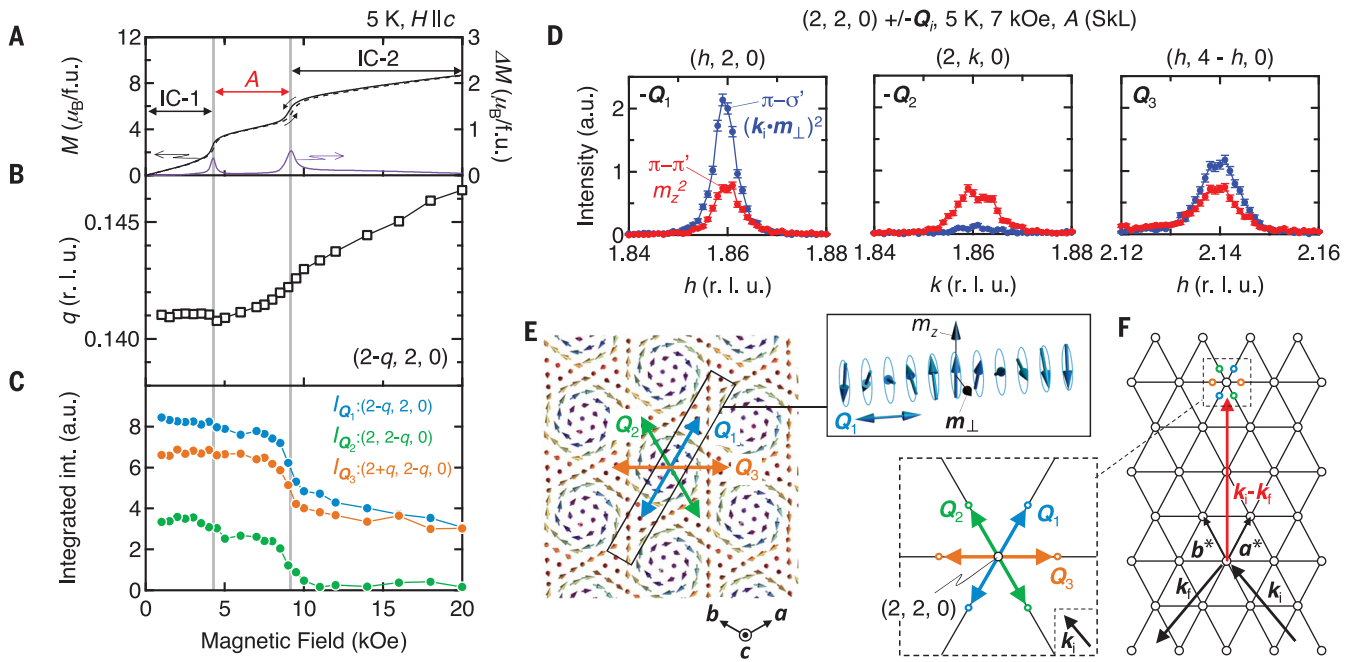 A
5 K, H || c
12
8
4
0
M (μB/f.u.)
IC-1
A
IC-2
3
2
1
0
ΔM (μB/f.u.)
B
0.145
0.140
q (r. l. u.)
(2-q, 2, 0)
C
8
6
4
2
0
Integrated int. (a.u.)
IQ1:(2-q, 2, 0)
IQ2:(2, 2-q, 0)
IQ3:(2+q, 2-q, 0)
0 5 10 15 20
Magnetic Field (kOe)
D
(2, 2, 0) +/-Qi, 5 K, 7 kOe, A (SkL)
(h, 2, 0)
(2, k, 0)
(h, 4 - h, 0)
Intensity (a.u.)
2
1
0
-Q1
π−σ'
(ki·m⊥)2
π−π'
mz2
-Q2
Q3
1.84 1.86 1.88
h (r. l. u.)
1.84 1.86 1.88
k (r. l. u.)
2.12 2.14 2.16
h (r. l. u.)
E
Q2
Q1
Q3
b
a
c
mz
Q1
m⊥
Q2
Q1
Q3
(2, 2, 0)
ki
F
ki-kf
b*
a*
kf
ki